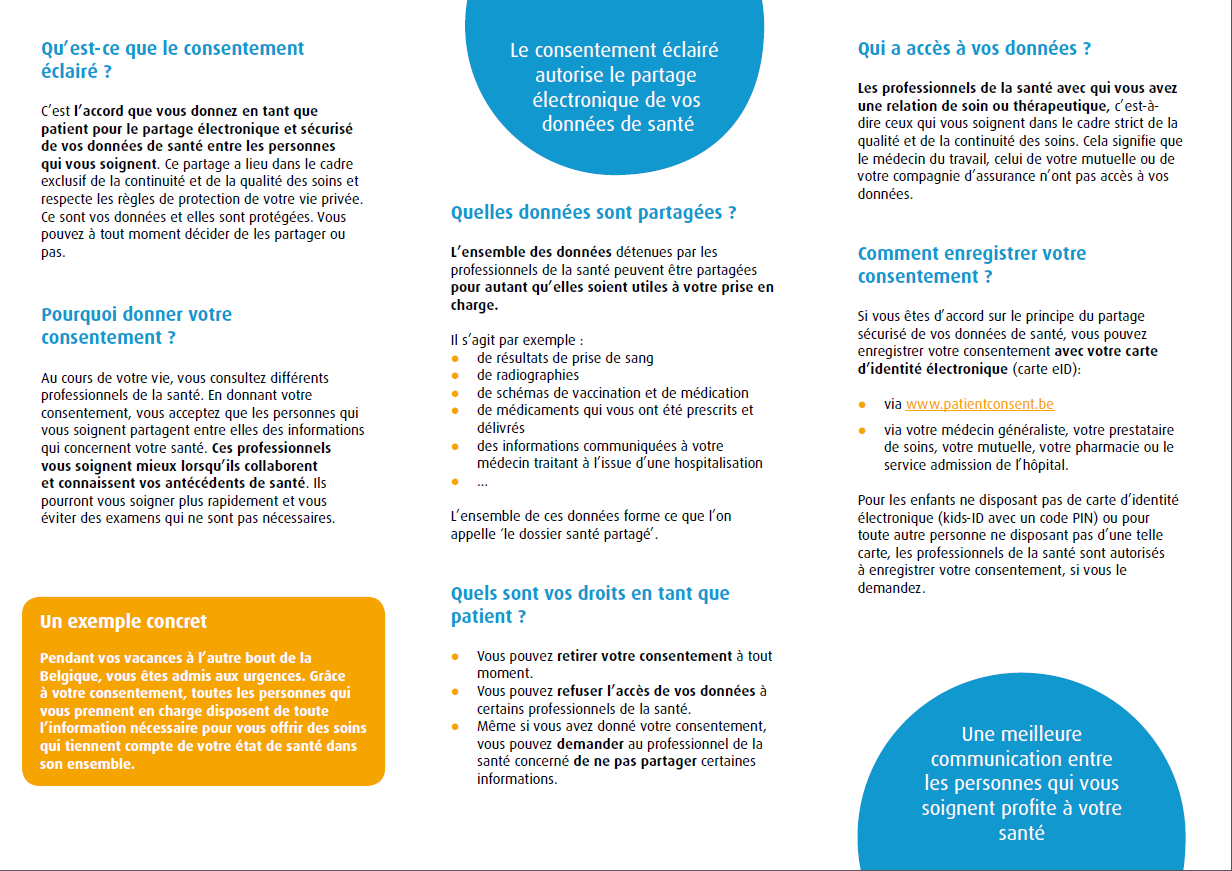 Qu'est-ce que le consentement
éclairé ?
C'est l'accord que vous donnez en tant que
patient pour le partage électronique et sécurisé
de vos données de santé entre les personnes
qui vous soignent. Ce partage a lieu dans le cadre
exclusif de la continuité et de la qualité des soins et
respecte les règles de protection de votre vie privée.
Ce sont vos données et elles sont protégées. Vous
pouvez à tout moment décider de les partager ou
pas.
Pourquoi donner votre
consentement ?
Au cours de votre vie, vous consultez différents
professionnels de la santé. En donnant votre
consentement, vous acceptez que les personnes qui
vous soignent partagent entre elles des informations
qui concernent votre santé. Ces professionnels
vous soignent mieux lorsqu'ils collaborent
et connaissent vos antécédents de santé. Ils
pourront vous soigner plus rapidement et vous
éviter des examens qui ne sont pas nécessaires.
Un exemple concret
Pendant vos vacances à l'autre bout de la
Belgique, vous êtes admis aux urgences. Grâce
à votre consentement, toutes les personnes qui
vous prennent en charge disposent de toute
l'information nécessaire pour vous offrir des soins
qui tiennent compte de votre état de santé dans
son ensemble.
Le consentement éclairé
autorise le partage
électronique de vos
données de santé
Quelles données sont partagées ?
L'ensemble des données détenues par les
professionnels de la santé peuvent être partagées
pour autant qu'elles soient utiles à votre prise en
charge.
Il s'agit par exemple :
● de résultats de prise de sang
● de radiographies
● de schémas de vaccination et de médication
● de médicaments qui vous ont été prescrits et
délivrés
● des informations communiquées à votre
médecin traitant à l'issue d'une hospitalisation
● ...
L'ensemble de ces données forme ce que l'on
appelle 'le dossier santé partagé'.
Quels sont vos droits en tant que
patient ?
● Vous pouvez retirer votre consentement à tout
moment.
● Vous pouvez refuser l'accès de vos données à
certains professionnels de la santé.
● Même si vous avez donné votre consentement,
vous pouvez demander au professionnel de la
santé concerné de ne pas partager certaines
informations.
Qui a accès à vos données ?
Les professionnels de la santé avec qui vous avez
une relation de soin ou thérapeutique, c'est-à-
dire ceux qui vous soignent dans le cadre strict de la
qualité et de la continuité des soins. Cela signifie que
le médecin du travail, celui de votre mutuelle ou de
votre compagnie d'assurance n'ont pas accès à vos
données.
Comment enregistrer votre
consentement ?
Si vous êtes d'accord sur le principe du partage
sécurisé de vos données de santé, vous pouvez
enregistrer votre consentement avec votre carte
d'identité électronique (carte eID):
● via www.patientconsent.be
● via votre médecin généraliste, votre prestataire
de soins, votre mutuelle, votre pharmacie ou le
service admission de l'hôpital.
Pour les enfants ne disposant pas de carte d'identité
électronique (kids-ID avec un code PIN) ou pour
toute autre personne ne disposant pas d'une telle
carte, les professionnels de la santé sont autorisés
à enregistrer votre consentement, si vous le
demandez.
Une meilleure
communication entre
les personnes qui vous
soignent profite à votre
santé